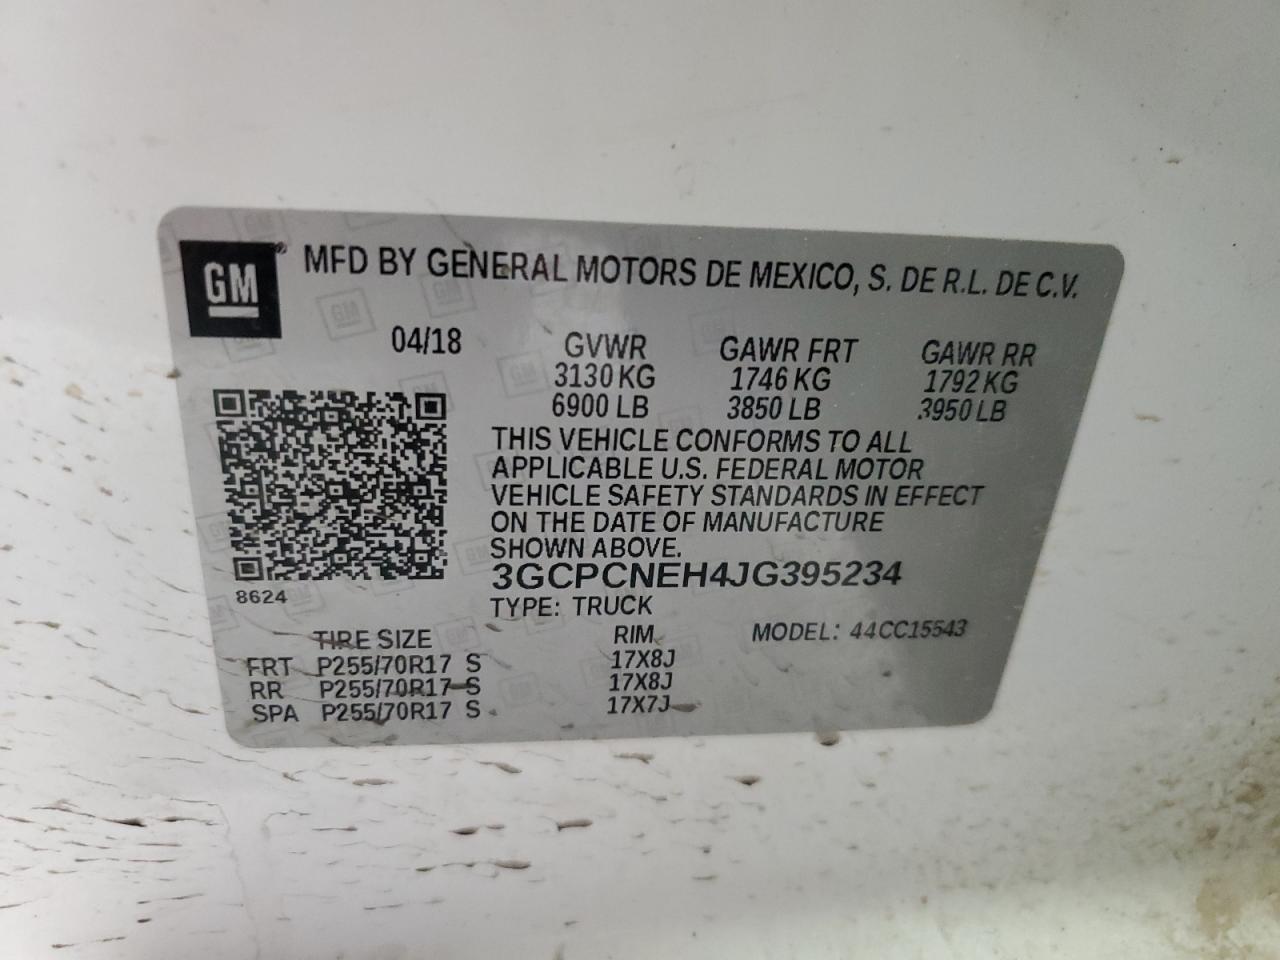 GM ® MFD BY GENERAL MOTORS DE MEXICO, S. DE R.L. DE C.V.
04/18 GVWR GAWR FRT GAWR RR
3130 KG 1746 KG 1792 KG
6900 LB 3850 LB 3950 LB
THIS VEHICLE CONFORMS TO ALL
APPLICABLE U.S. FEDERAL MOTOR
VEHICLE SAFETY STANDARDS IN EFFECT
ON THE DATE OF MANUFACTURE
SHOWN ABOVE.
3GCPCNEH4JG395234
8624
TYPE: TRUCK
TIRE SIZE RIM MODEL: 44CC15543
FRT P255/70R17 S 17X8J
RR P255/70R17 S 17X8J
SPA P255/70R17 S 17X7J